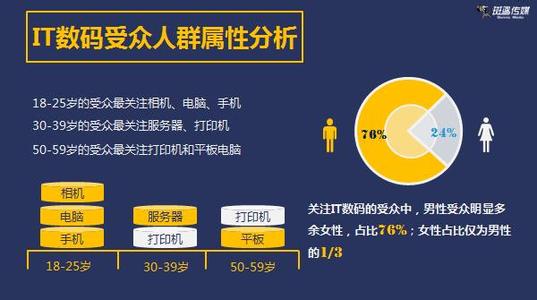 斑马传媒
IT数码受众人群属性分析
18-25岁的受众最关注相机、电脑、手机
30-39岁的受众最关注服务器、打印机
50-59岁的受众最关注打印机和平板电脑
76%
24%
相机
电脑
手机
服务器
打印机
打印机
平板
18-25岁
30-39岁
50-59岁
关注IT数码的受众中，男性受众明显多
余女性，占比76%；女性占比仅为男性
的1/3